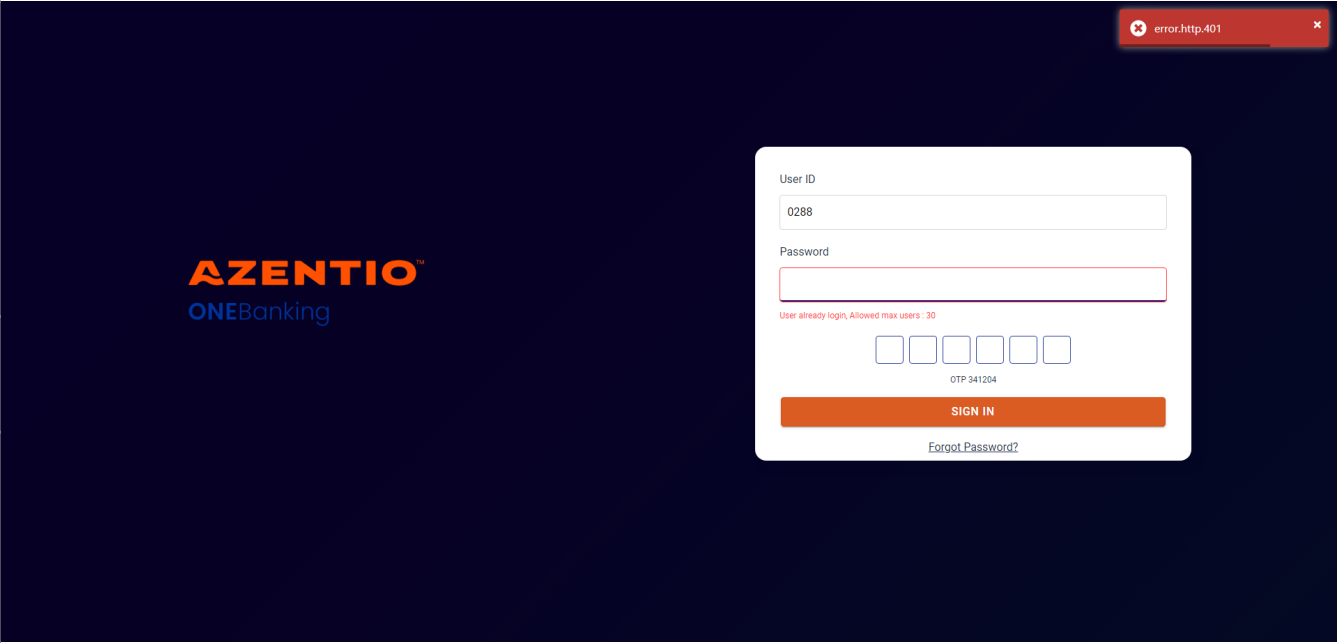 error.http.401
×
User ID
0288
AZENTIO™
ONEBanking
Password
User already login, Allowed max users : 30
OTP 341204
SIGN IN
Forgot Password?